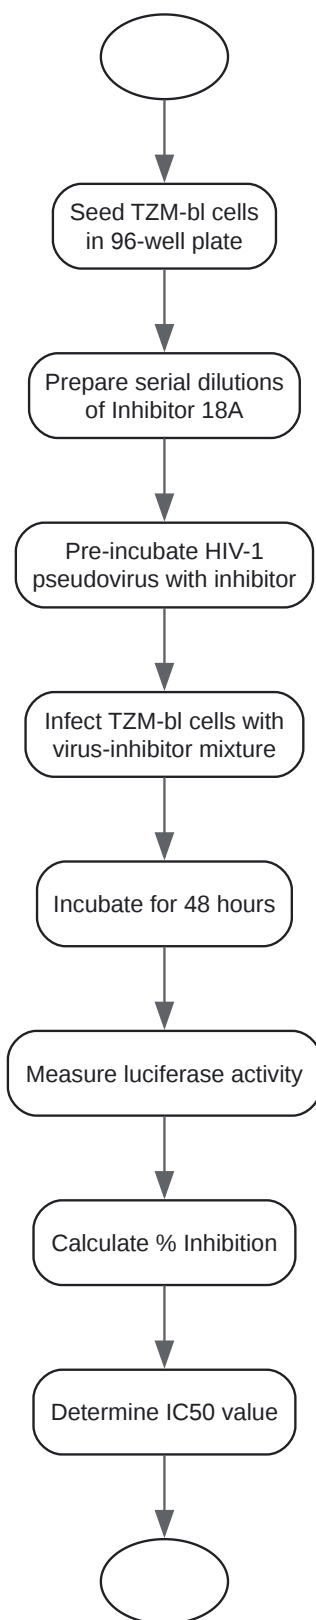 Seed TZM-bl cells
in 96-well plate
Prepare serial dilutions
of Inhibitor 18A
Pre-incubate HIV-1
pseudovirus with inhibitor
Infect TZM-bl cells with
virus-inhibitor mixture
Incubate for 48 hours
Measure luciferase activity
Calculate % Inhibition
Determine IC50 value